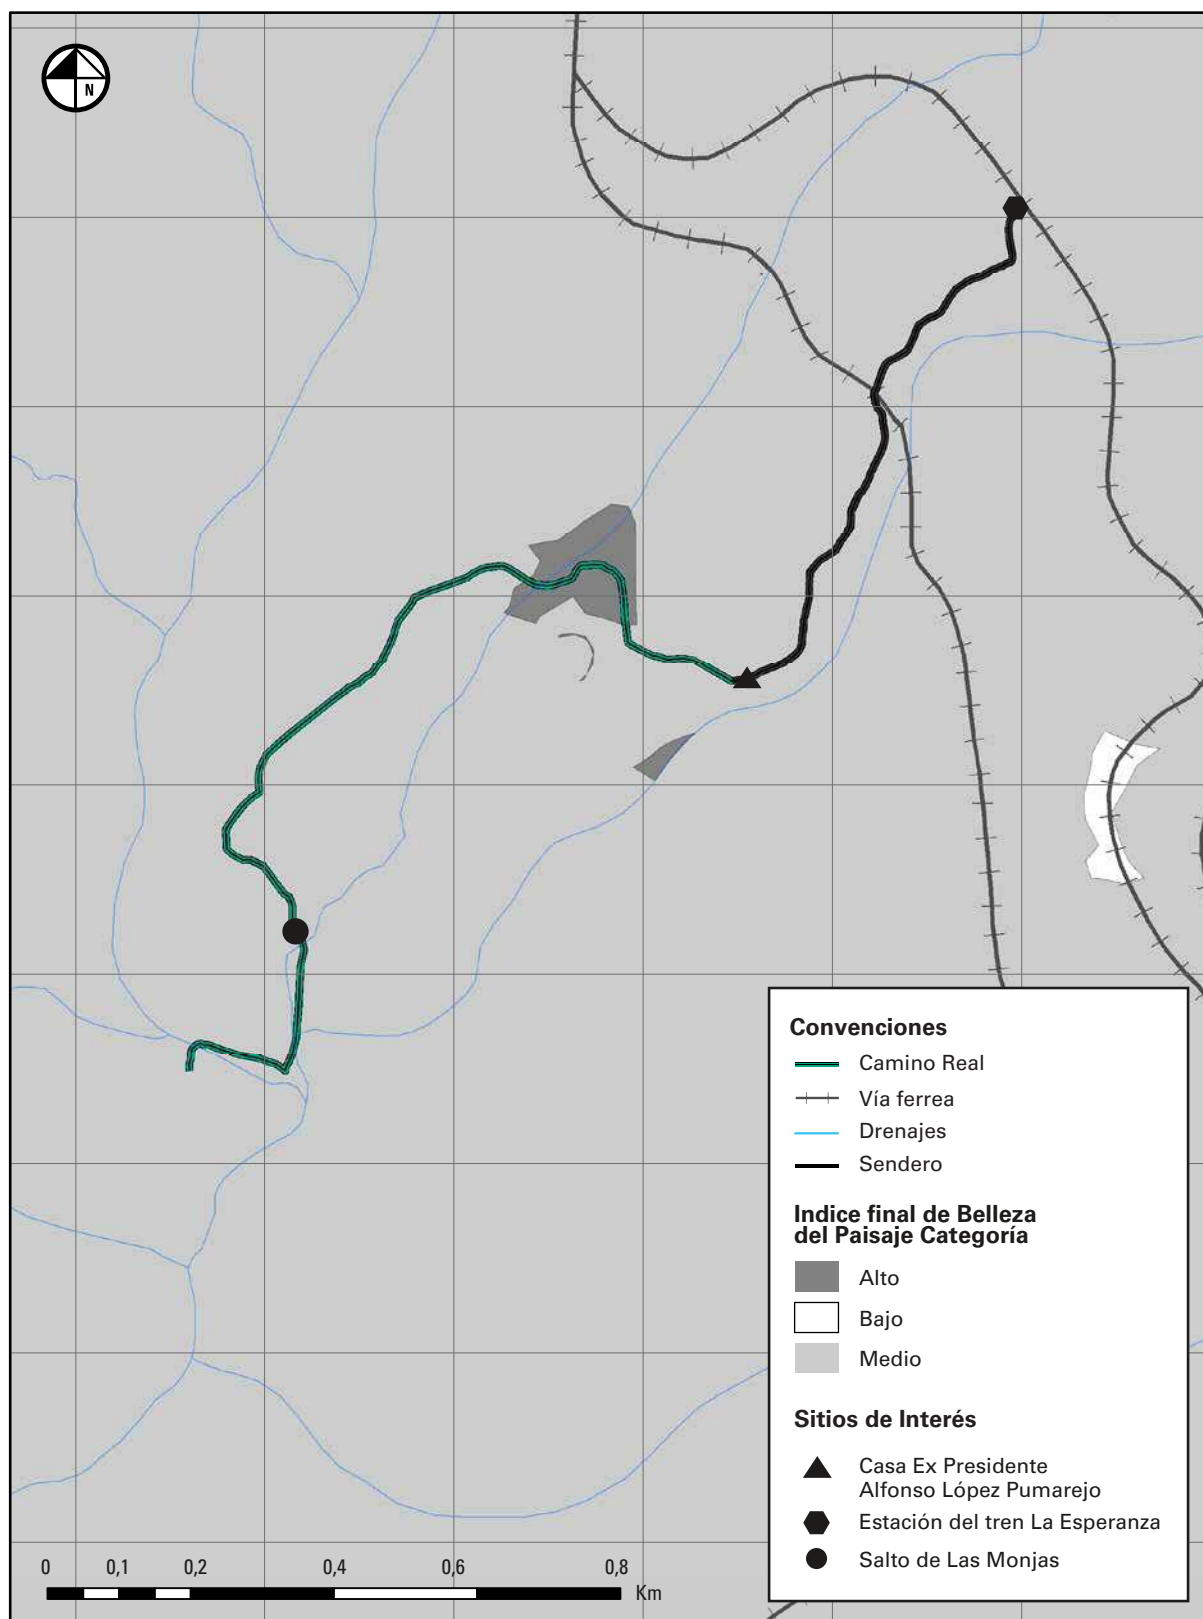 N
Convenciones
Camino Real
Vía ferrea
Drenajes
Sendero
Indice final de Belleza
del Paisaje Categoría
Alto
Bajo
Medio
Sitios de Interés
Casa Ex Presidente
Alfonso López Pumarejo
Estación del tren La Esperanza
Salto de Las Monjas
0 0,1 0,2 0,4 0,6 0,8
Km